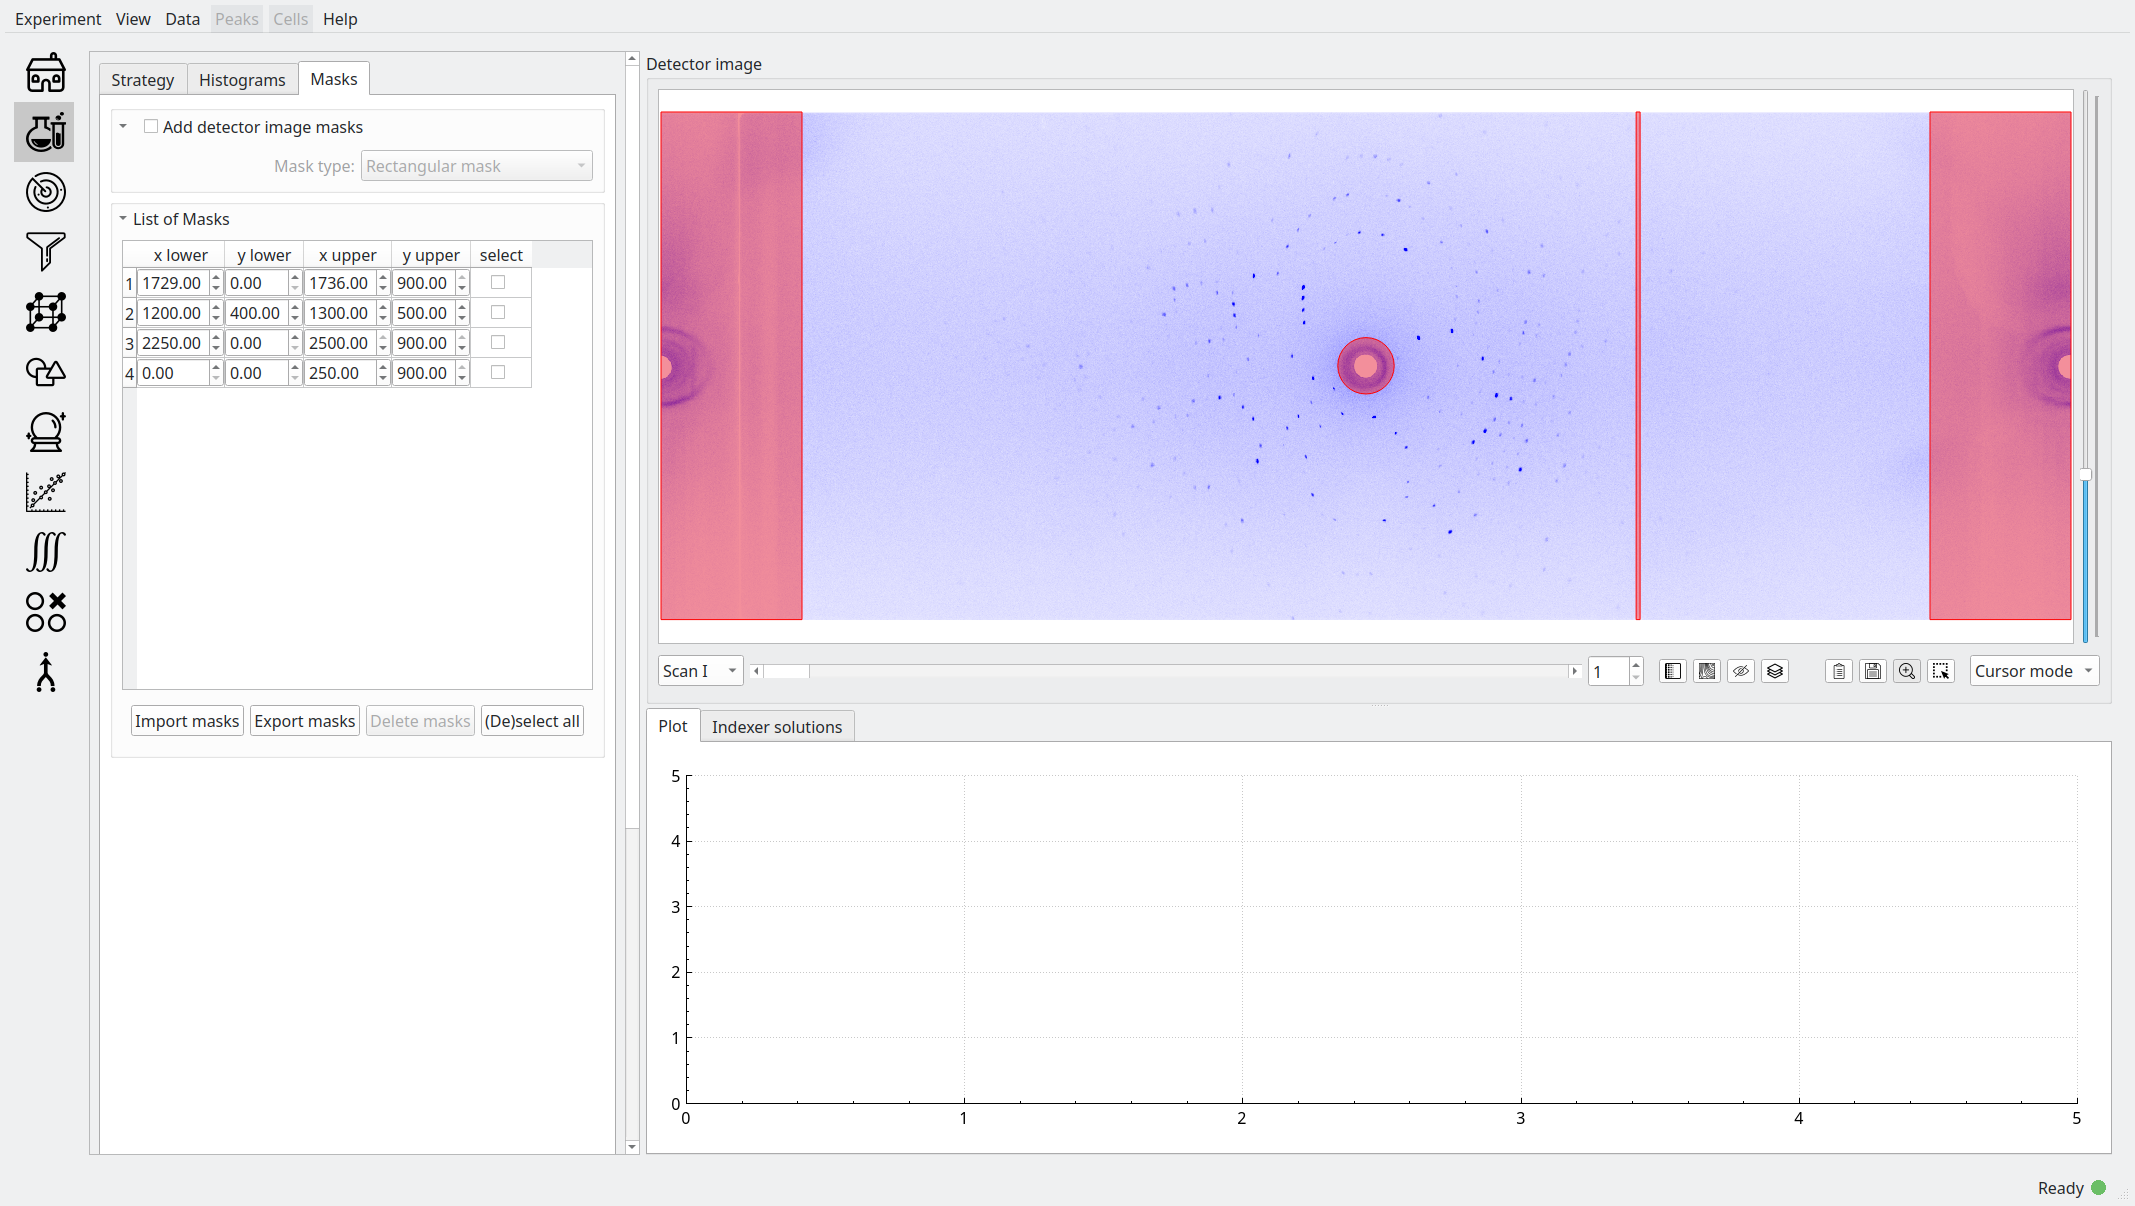 Experiment View Data Peaks Cells Help
Strategy Histograms Masks
Add detector image masks
Mask type: Rectangular mask
List of Masks
x lower y lower x upper y upper select
1 1729.00 0.00 1736.00 900.00
2 1200.00 400.00 1300.00 500.00
3 2250.00 0.00 2500.00 900.00
4 0.00 0.00 250.00 900.00
Import masks Export masks Delete masks (De)select all
Detector image
Scan I 1 Cursor mode
Plot Indexer solutions
5
4
3
2
1
0
0 1 2 3 4 5
Ready